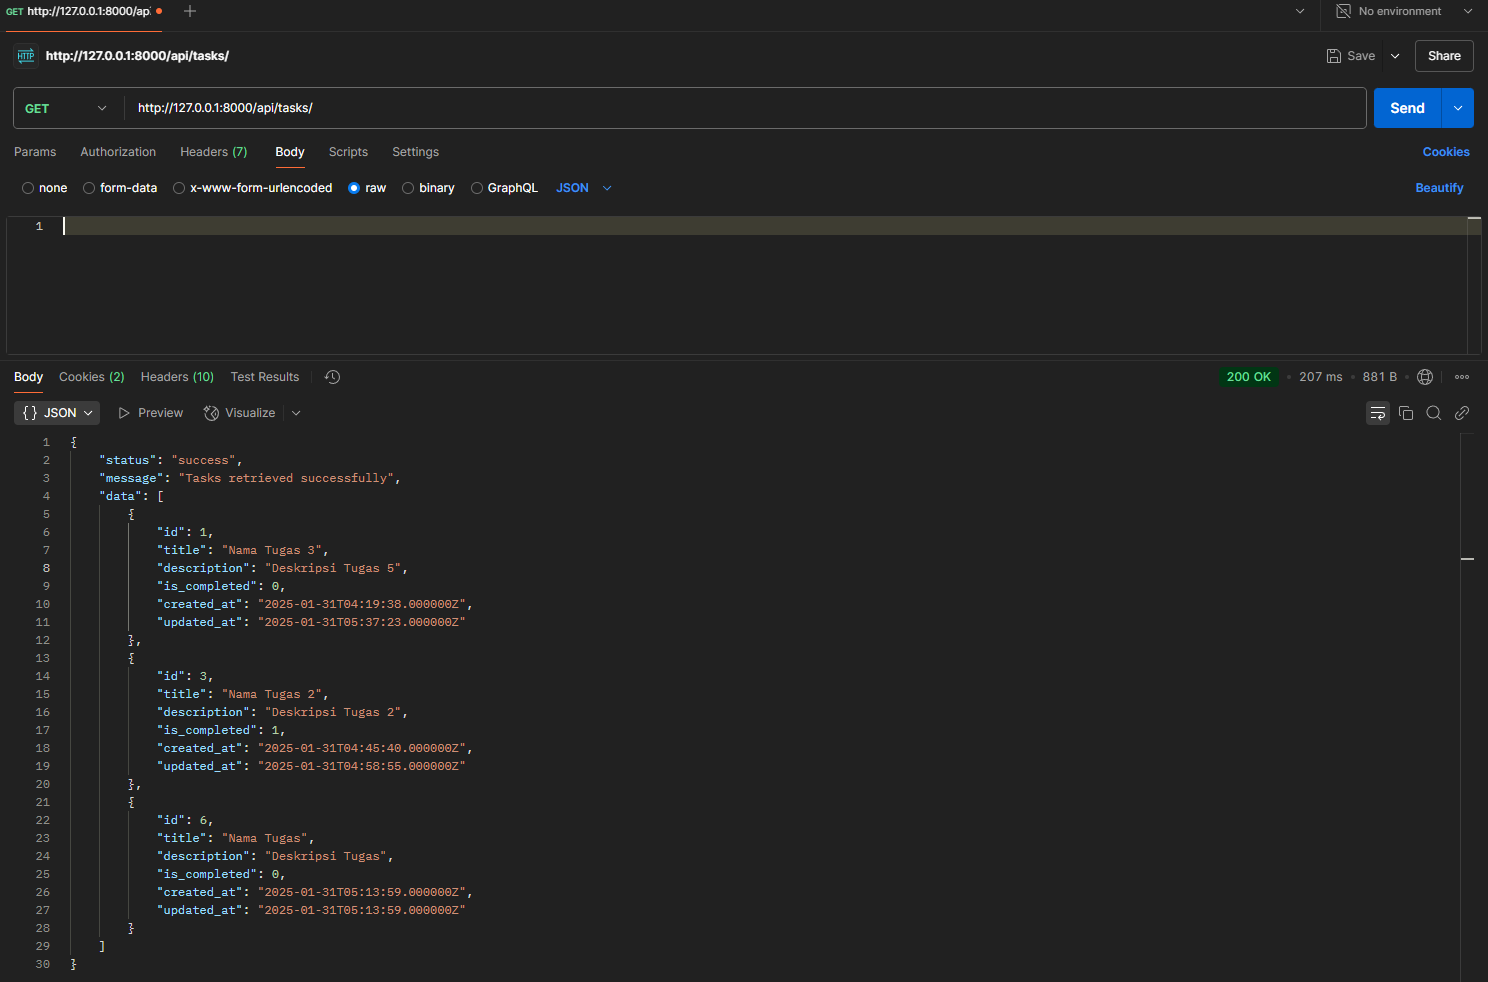 GET http://127.0.0.1:8000/ap
No environment
HTTP http://127.0.0.1:8000/api/tasks/
Save
Share
GET http://127.0.0.1:8000/api/tasks/
Send
Params Authorization Headers (7) Body Scripts Settings
Cookies
none form-data x-www-form-urlencoded raw binary GraphQL JSON
Beautify
1
Body Cookies (2) Headers (10) Test Results
200 OK • 207 ms • 881 B
{} JSON Preview Visualize
1 {
2 "status": "success",
3 "message": "Tasks retrieved successfully",
4 "data": [
5 {
6 "id": 1,
7 "title": "Nama Tugas 3",
8 "description": "Deskripsi Tugas 5",
9 "is_completed": 0,
10 "created_at": "2025-01-31T04:19:38.000000Z",
11 "updated_at": "2025-01-31T05:37:23.000000Z"
12 },
13 {
14 "id": 3,
15 "title": "Nama Tugas 2",
16 "description": "Deskripsi Tugas 2",
17 "is_completed": 1,
18 "created_at": "2025-01-31T04:45:40.000000Z",
19 "updated_at": "2025-01-31T04:58:55.000000Z"
20 },
21 {
22 "id": 6,
23 "title": "Nama Tugas",
24 "description": "Deskripsi Tugas",
25 "is_completed": 0,
26 "created_at": "2025-01-31T05:13:59.000000Z",
27 "updated_at": "2025-01-31T05:13:59.000000Z"
28 }
29 ]
30 }